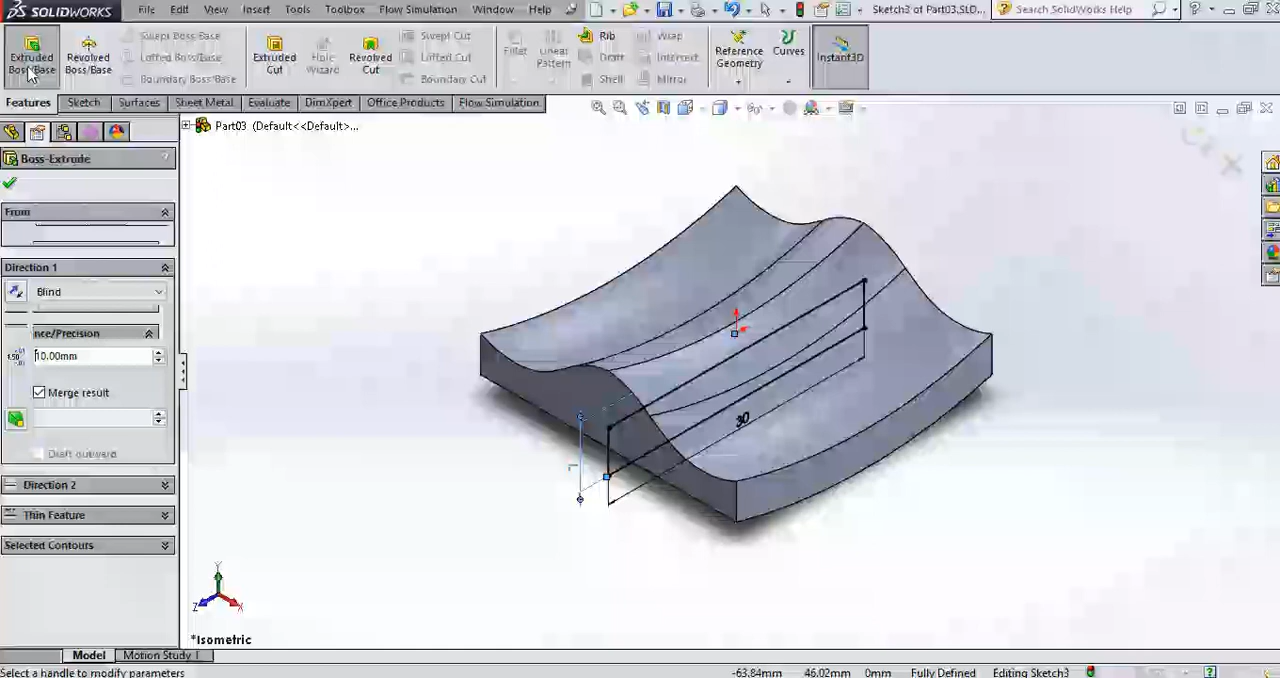 SOLIDWORKS File Edit View Insert Tools Toolbox Flow Simulation Window Help Sketch3 of Part03.SLD... Search SolidWorks Help
Extruded Boss/Base
Revolved Boss/Base
Swept Boss/Base
Lofted Boss/Base
Boundary Boss/Base
Extruded Cut
Hole Wizard
Revolved Cut
Swept Cut
Lofted Cut
Boundary Cut
Fillet
Linear Pattern
Rib
Draft
Shell
Wrap
Intersect
Mirror
Reference Geometry
Curves
Instant3D
Features Sketch Surfaces Sheet Metal Evaluate DimXpert Office Products Flow Simulation
Part03 (Default<<Default>...
Boss-Extrude ?
From
Direction 1
Blind
nce/Precision
10.00mm
Merge result
Draft outward
Direction 2
Thin Feature
Selected Contours
30
Y
Z
X
*Isometric
Model Motion Study 1
Select a handle to modify parameters -63.84mm 46.02mm 0mm Fully Defined Editing Sketch3 ?